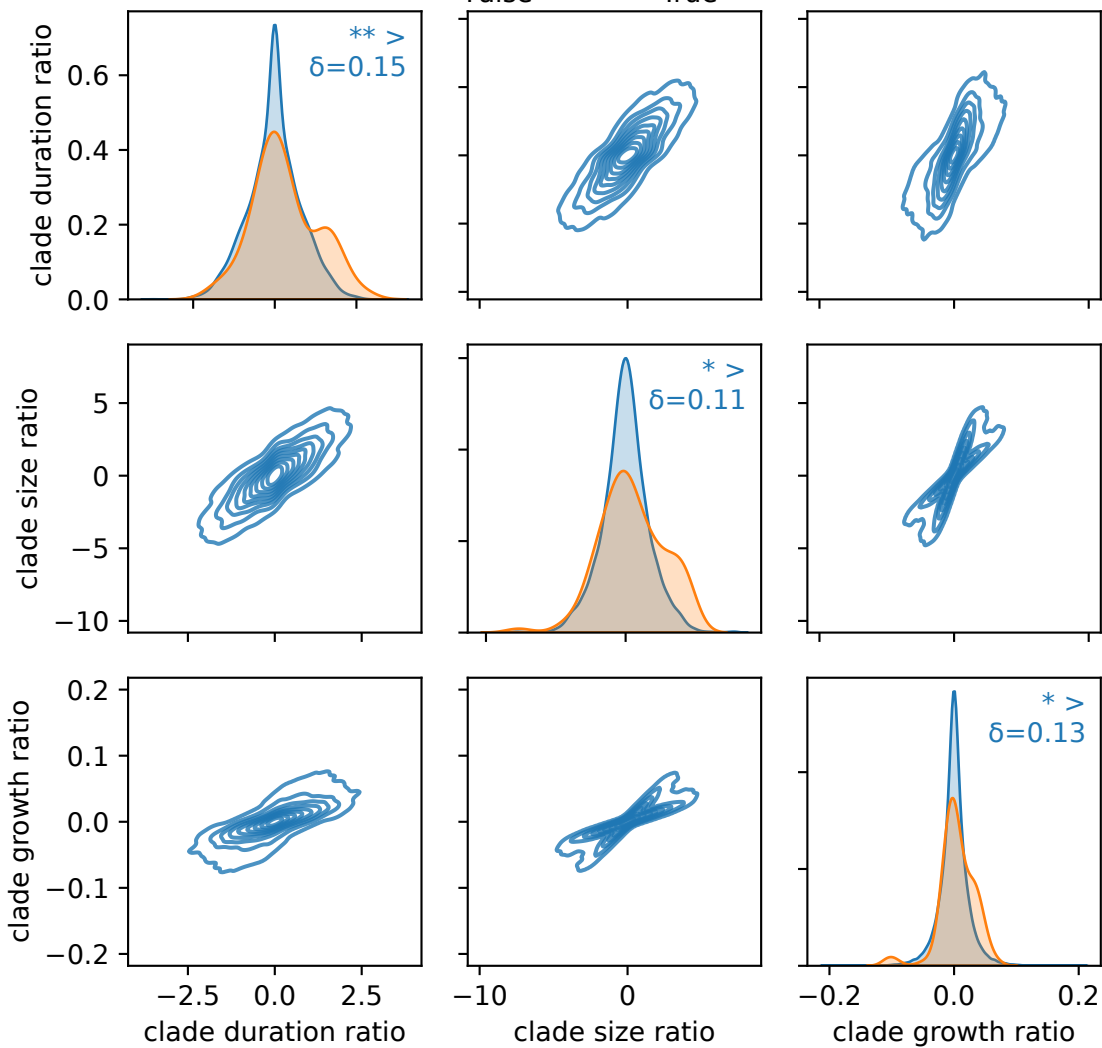 False True
clade duration ratio
0.6
0.4
0.2
0.0
** >
δ=0.15
clade size ratio
5
0
−5
−10
* >
δ=0.11
clade growth ratio
0.2
0.1
0.0
−0.1
−0.2
* >
δ=0.13
−2.5 0.0 2.5
−10 0
−0.2 0.0 0.2
clade duration ratio
clade size ratio
clade growth ratio